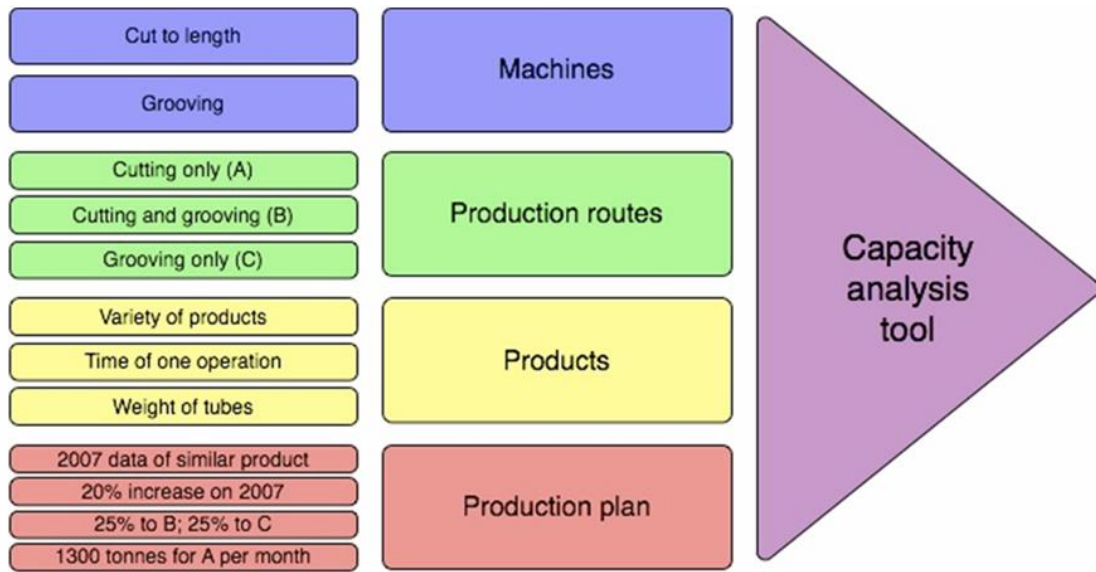 Cut to length
Grooving
Machines
Cutting only (A)
Cutting and grooving (B)
Grooving only (C)
Production routes
Variety of products
Time of one operation
Weight of tubes
Products
2007 data of similar product
20% increase on 2007
25% to B; 25% to C
1300 tonnes for A per month
Production plan
Capacity
analysis
tool